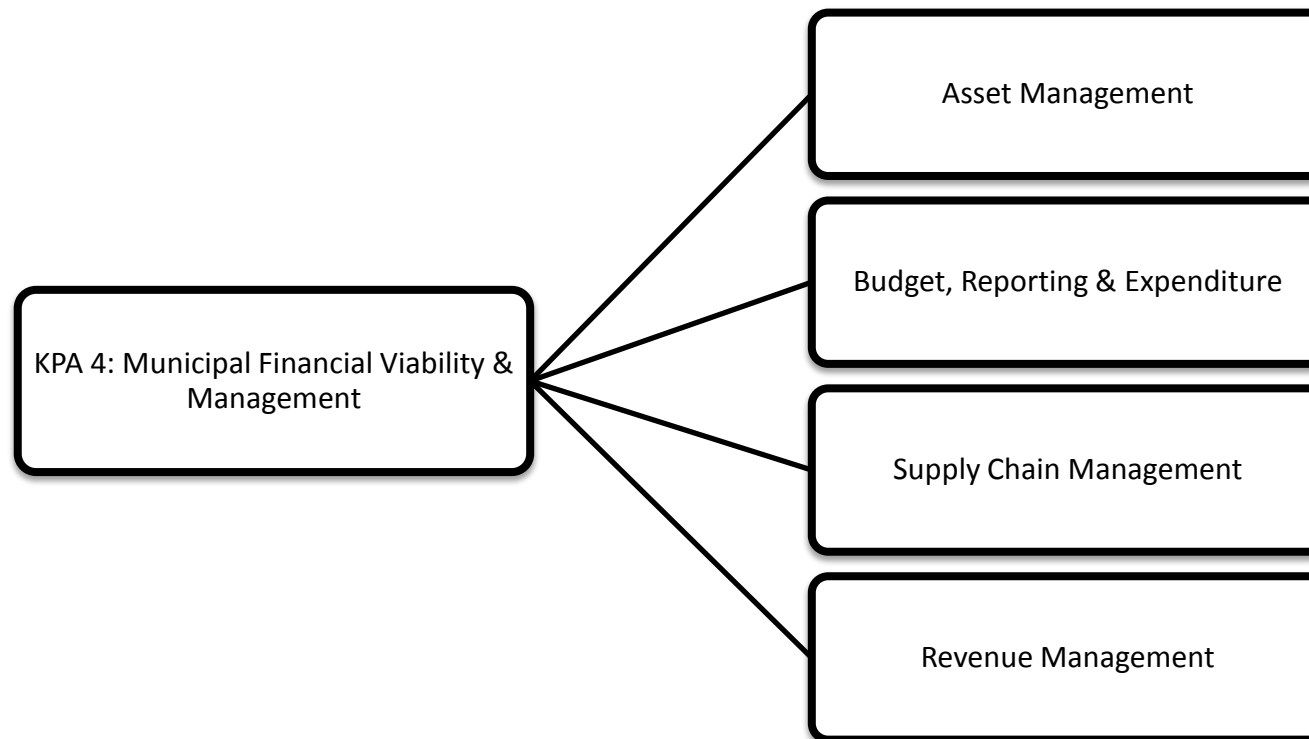 Asset Management
Budget, Reporting & Expenditure
KPA 4: Municipal Financial Viability &
Management
Supply Chain Management
Revenue Management